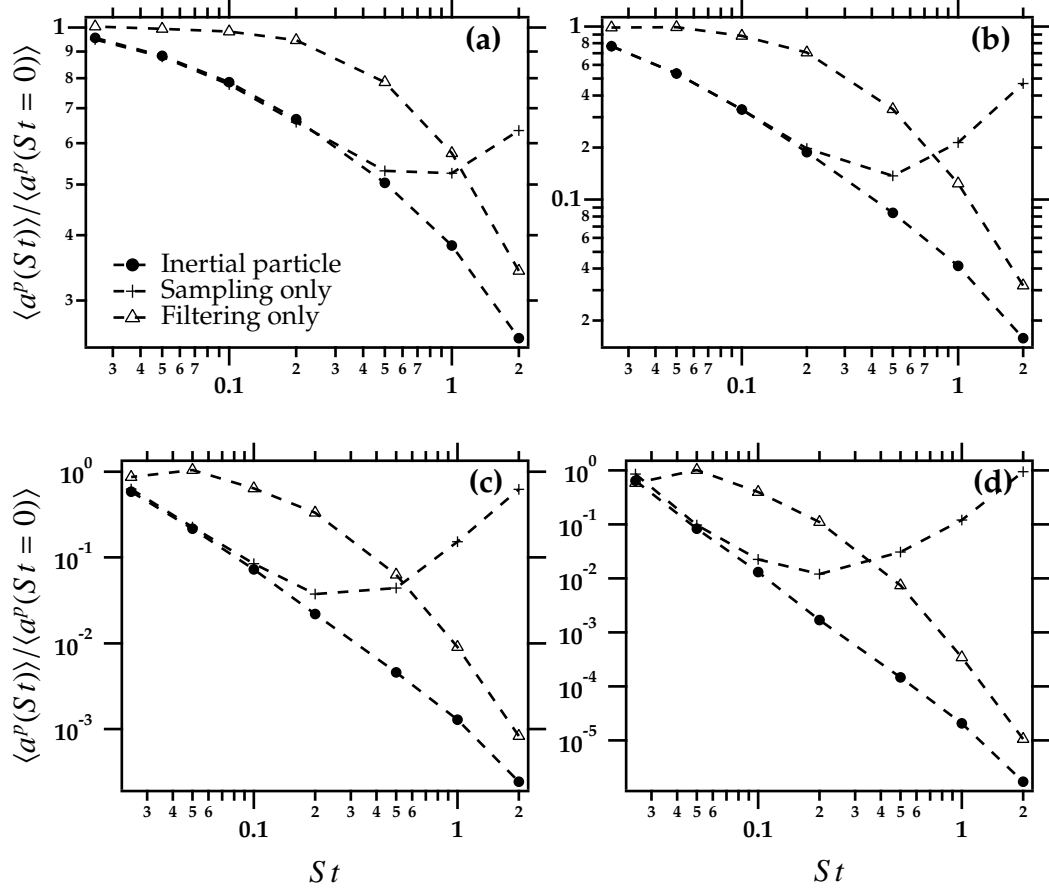 ⟨a^p(St)⟩/⟨a^p(St = 0)⟩
1
9
8
7
6
5
4
3
(a)
Inertial particle
Sampling only
Filtering only
3 4 5 6 7 2 3 4 5 6 7 2
0.1 1
1
8
6
4
2
0.1
8
6
4
2
(b)
3 4 5 6 7 2 3 4 5 6 7 2
0.1 1
⟨a^p(St)⟩/⟨a^p(St = 0)⟩
10^0
10^-1
10^-2
10^-3
(c)
3 4 5 6 2 3 4 5 6 2
0.1 1
St
10^0
10^-1
10^-2
10^-3
10^-4
10^-5
(d)
3 4 5 6 2 3 4 5 6 2
0.1 1
St